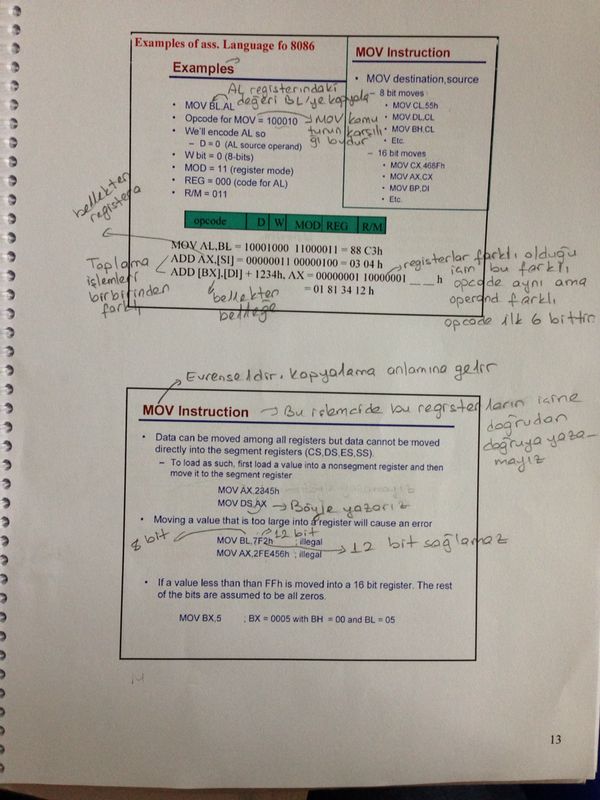 Examples of ass. Language fo 8086
Examples
AL registerındaki
değeri BL'ye kopyala
• MOV BL,AL
• Opcode for MOV = 100010 → MOV komu
tunun karşılı
ğı budur
• We'll encode AL so
– D = 0 (AL source operand)
• W bit = 0 (8-bits)
• MOD = 11 (register mode)
• REG = 000 (code for AL)
• R/M = 011
MOV Instruction
• MOV destination,source
– 8 bit moves
• MOV CL,55h
• MOV DL,CL
• MOV BH,CL
• Etc.
– 16 bit moves
• MOV CX,468Fh
• MOV AX,CX
• MOV BP,DI
• Etc.
bellekten
registera
opcode D W MOD REG R/M
MOV AL,BL = 10001000 11000011 = 88 C3h
ADD AX,[SI] = 00000011 00000100 = 03 04 h
ADD [BX],[DI] + 1234h, AX = 00000001 10000001 _ _ _ h
= 01 81 34 12 h
Toplama
işlemleri
birbirinden
farklı
bellekten
belleğe
registerlar farklı olduğu
için bu farklı
opcode aynı ama
operand farklı
opcode ilk 6 bittir
Evrenseldir. kopyalama anlamına gelir
MOV Instruction → Bu işlemcide bu registerların içine
doğrudan
doğruya yaza-
mayız
• Data can be moved among all registers but data cannot be moved
directly into the segment registers (CS,DS,ES,SS).
– To load as such, first load a value into a nonsegment register and then
move it to the segment register
MOV AX,2345h
MOV DS,AX → Böyle yazarız
• Moving a value that is too large into a register will cause an error
8 bit
12 bit
MOV BL,7F2h ; illegal
→ 12 bit sağlamaz
MOV AX,2FE456h ; illegal
• If a value less than than FFh is moved into a 16 bit register. The rest
of the bits are assumed to be all zeros.
MOV BX,5 ; BX = 0005 with BH = 00 and BL = 05
13